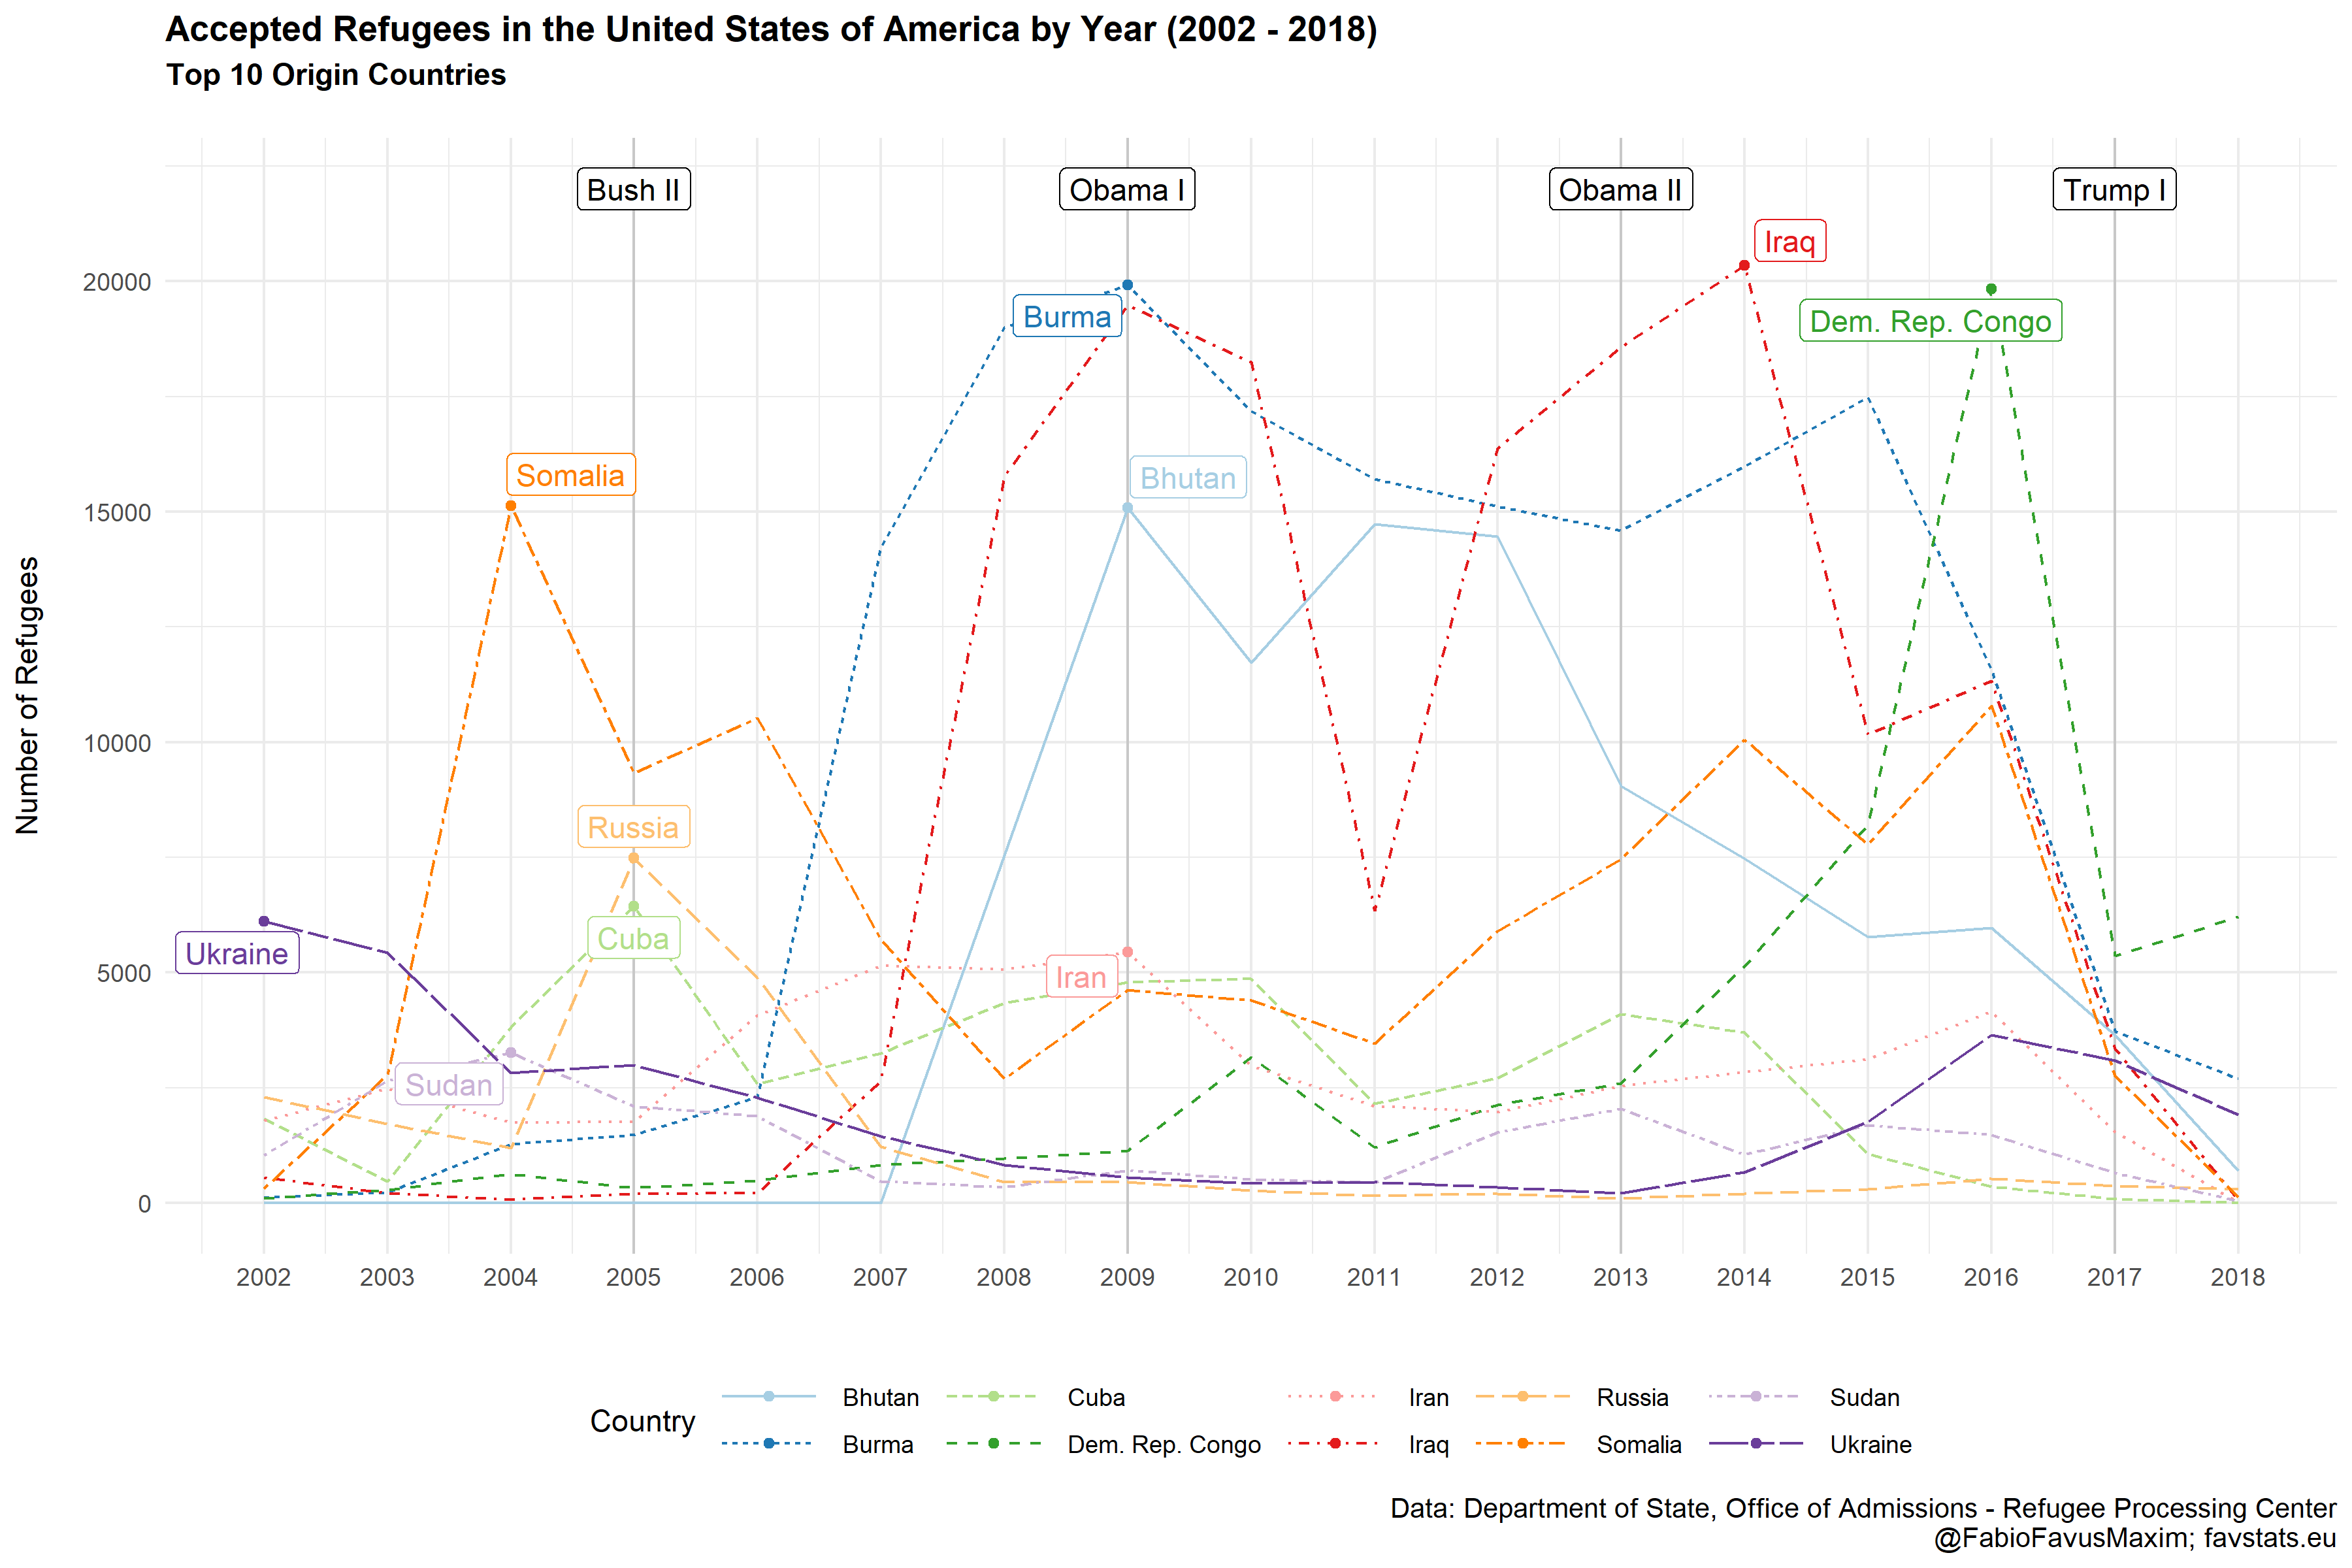 Accepted Refugees in the United States of America by Year (2002 - 2018)
Top 10 Origin Countries
Bush II
Obama I
Obama II
Trump I
Iraq
20000
Burma
Dem. Rep. Congo
Somalia
Bhutan
15000
Number of Refugees
10000
Russia
Cuba
Ukraine
5000
Iran
Sudan
0
2002 2003 2004 2005 2006 2007 2008 2009 2010 2011 2012 2013 2014 2015 2016 2017 2018
Country
Bhutan Cuba Iran Russia Sudan
Burma Dem. Rep. Congo Iraq Somalia Ukraine
Data: Department of State, Office of Admissions - Refugee Processing Center
@FabioFavusMaxim; favstats.eu